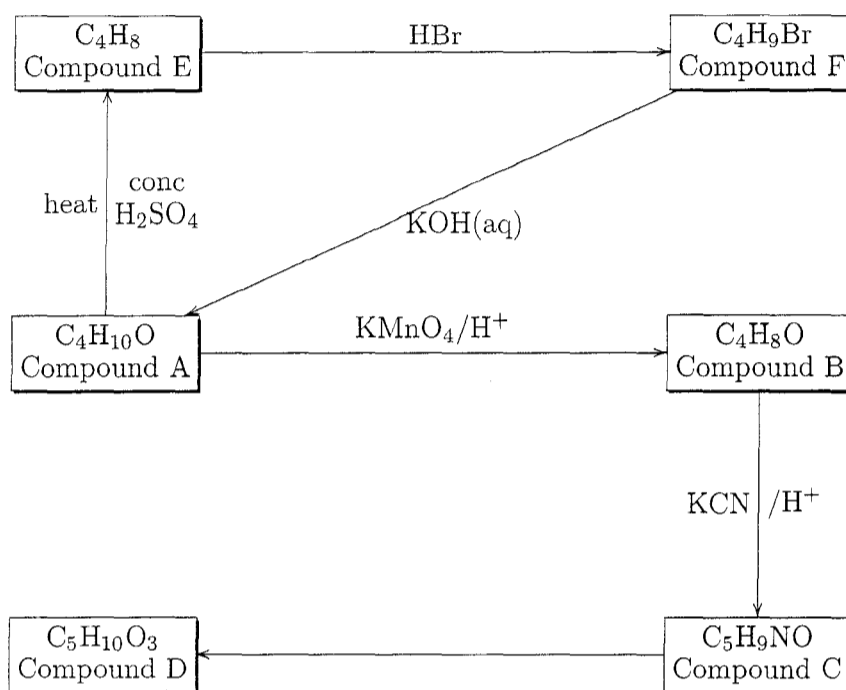 C₄H₈
Compound E
HBr
C₄H₉Br
Compound F
heat
conc
H₂SO₄
KOH(aq)
C₄H₁₀O
Compound A
KMnO₄/H⁺
C₄H₈O
Compound B
KCN /H⁺
C₅H₁₀O₃
Compound D
C₅H₉NO
Compound C